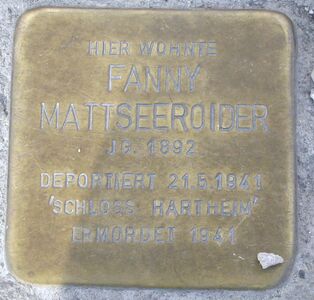 HIER WOHNTE
FANNY
MATTSEEROIDER
JG. 1892
DEPORTIERT 21.5.1941
'SCHLOSS HARTHEIM'
ERMORDET 1941